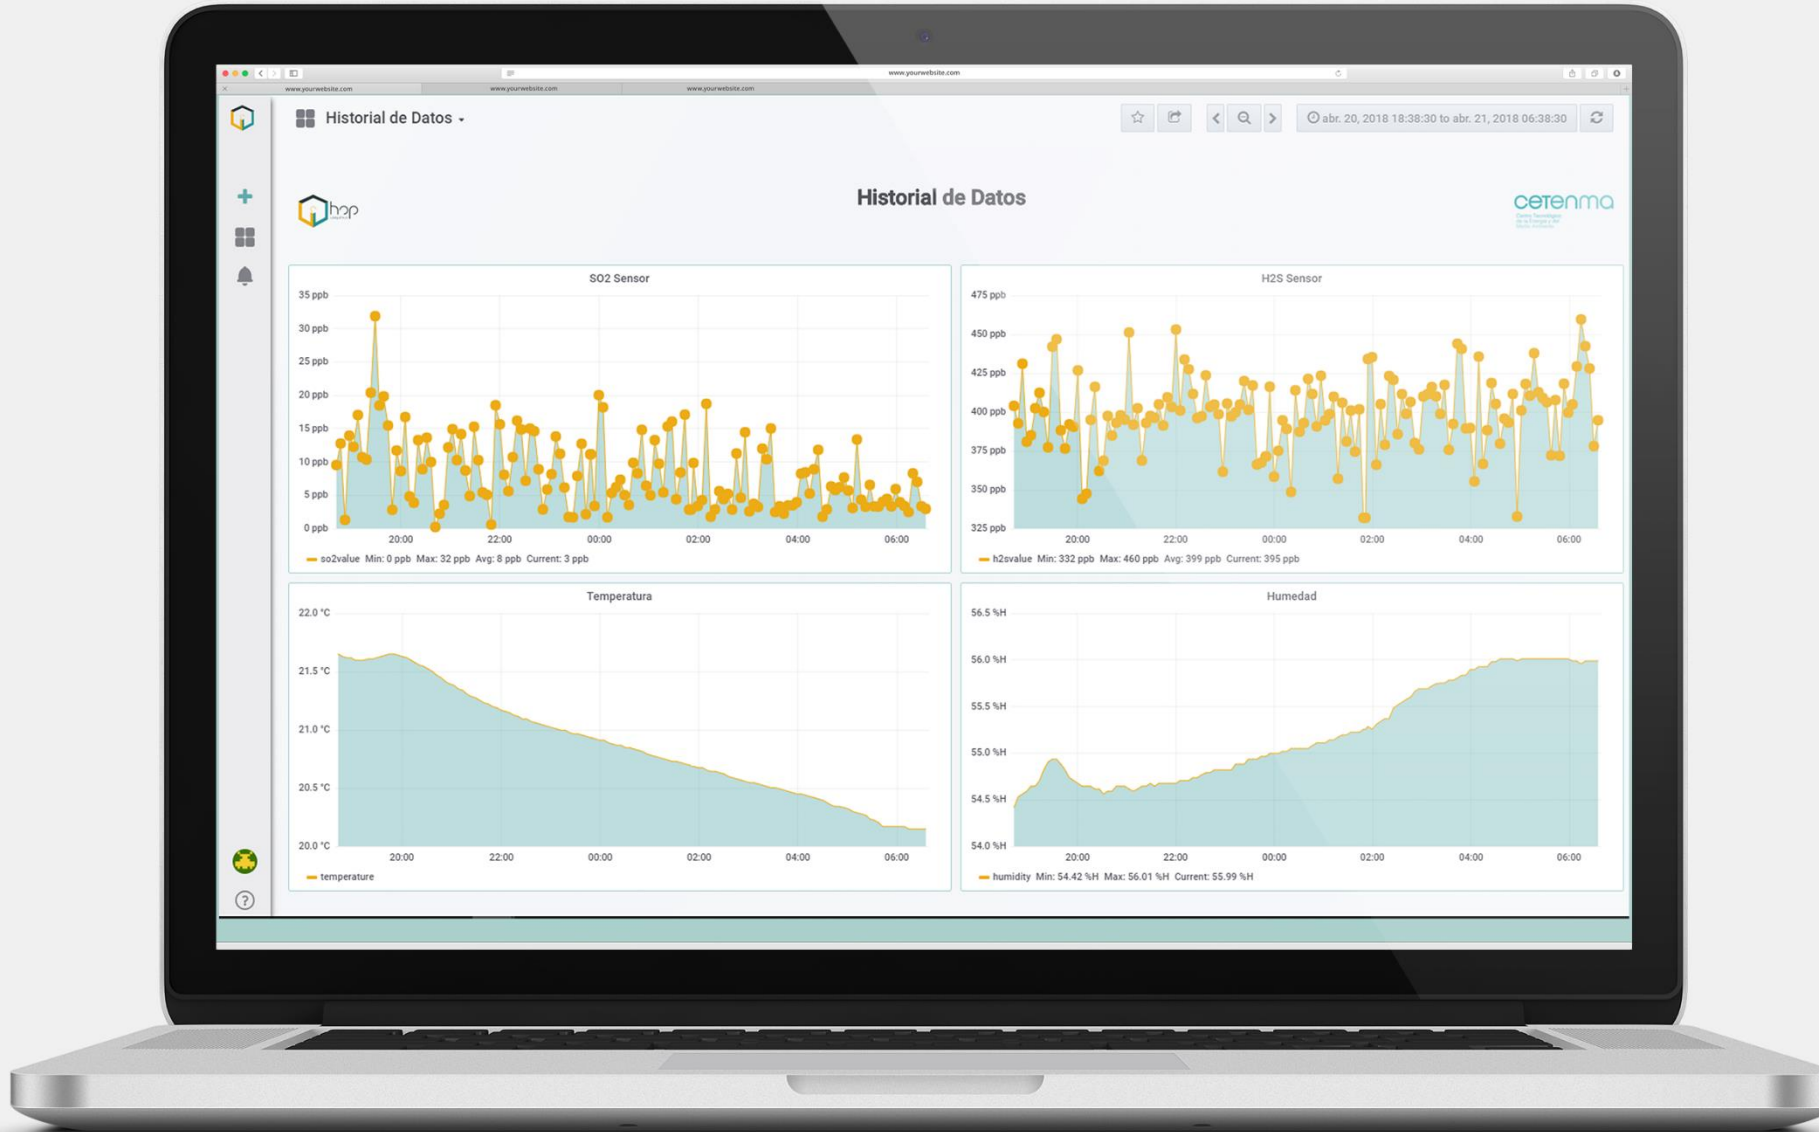 www.yourwebsite.com
www.yourwebsite.com www.yourwebsite.com www.yourwebsite.com
Historial de Datos
abr. 20, 2018 18:38:30 to abr. 21, 2018 06:38:30
hop
Historial de Datos
cetenma
Centro Tecnológico
de la Energía y del
Medio Ambiente
SO2 Sensor
35 ppb
30 ppb
25 ppb
20 ppb
15 ppb
10 ppb
5 ppb
0 ppb
20:00 22:00 00:00 02:00 04:00 06:00
so2value Min: 0 ppb Max: 32 ppb Avg: 8 ppb Current: 3 ppb
H2S Sensor
475 ppb
450 ppb
425 ppb
400 ppb
375 ppb
350 ppb
325 ppb
20:00 22:00 00:00 02:00 04:00 06:00
h2svalue Min: 332 ppb Max: 460 ppb Avg: 399 ppb Current: 395 ppb
Temperatura
22.0 °C
21.5 °C
21.0 °C
20.5 °C
20.0 °C
20:00 22:00 00:00 02:00 04:00 06:00
temperature
Humedad
56.5 %H
56.0 %H
55.5 %H
55.0 %H
54.5 %H
54.0 %H
20:00 22:00 00:00 02:00 04:00 06:00
humidity Min: 54.42 %H Max: 56.01 %H Current: 55.99 %H